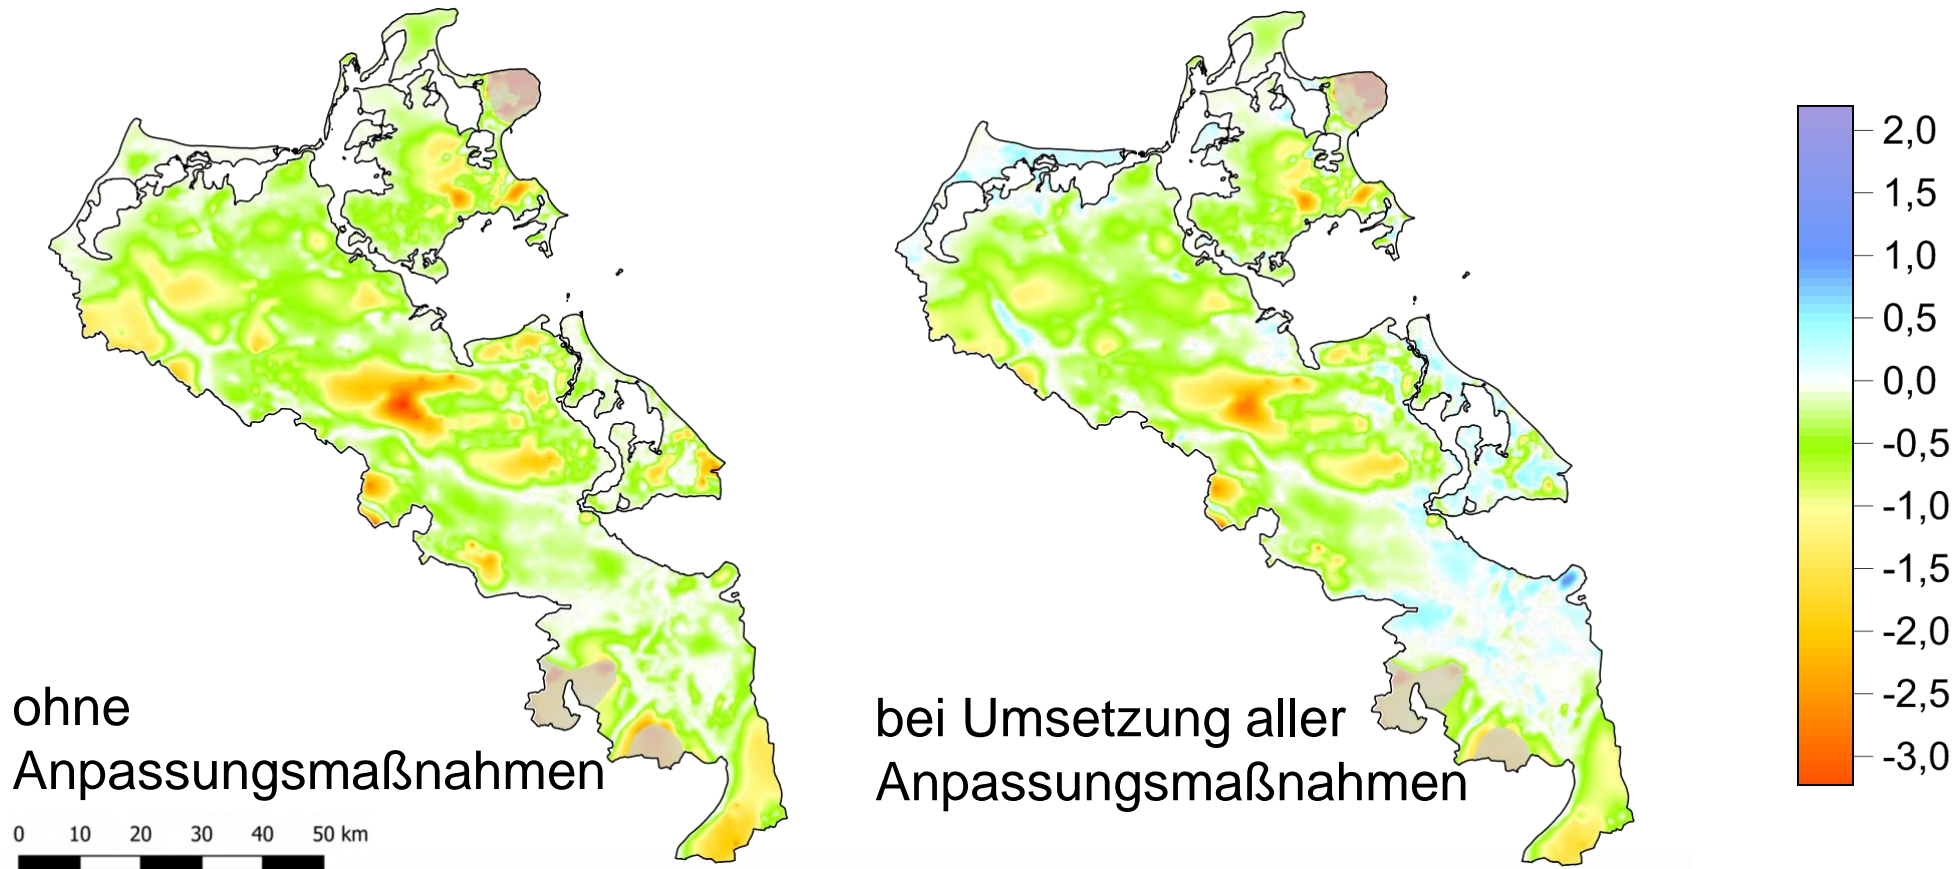 ohne
Anpassungsmaßnahmen
0 10 20 30 40 50 km
bei Umsetzung aller
Anpassungsmaßnahmen
2,0
1,5
1,0
0,5
0,0
-0,5
-1,0
-1,5
-2,0
-2,5
-3,0